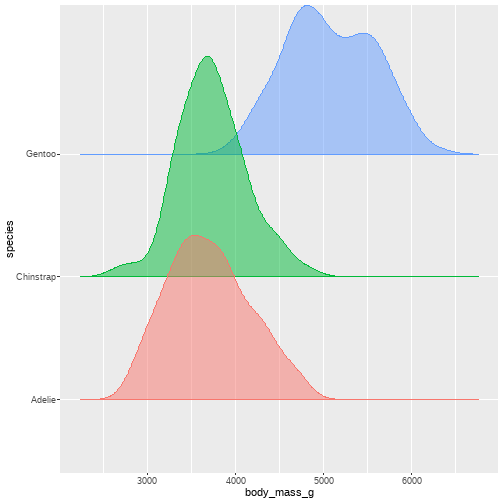 species
Gentoo
Chinstrap
Adelie
3000 4000 5000 6000
body_mass_g